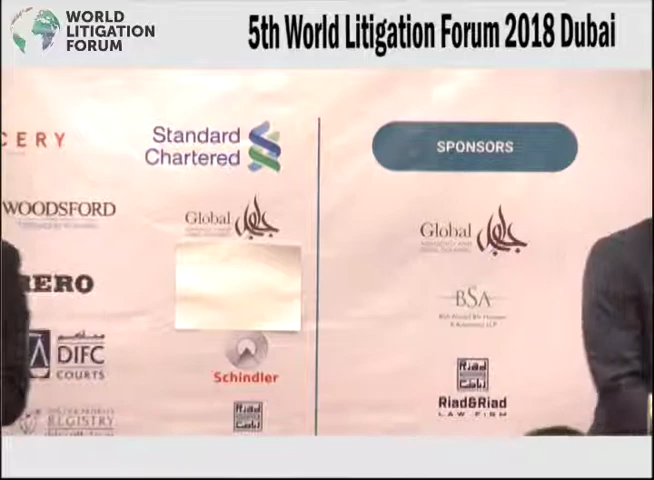 WORLD
LITIGATION
FORUM
5th World Litigation Forum 2018 Dubai
CERY
Standard
Chartered
SPONSORS
WOODSFORD
Global
Global
RERO
BSA
DIFC
COURTS
Schindler
Riad&Riad
LAW FIRM
REGISTRY